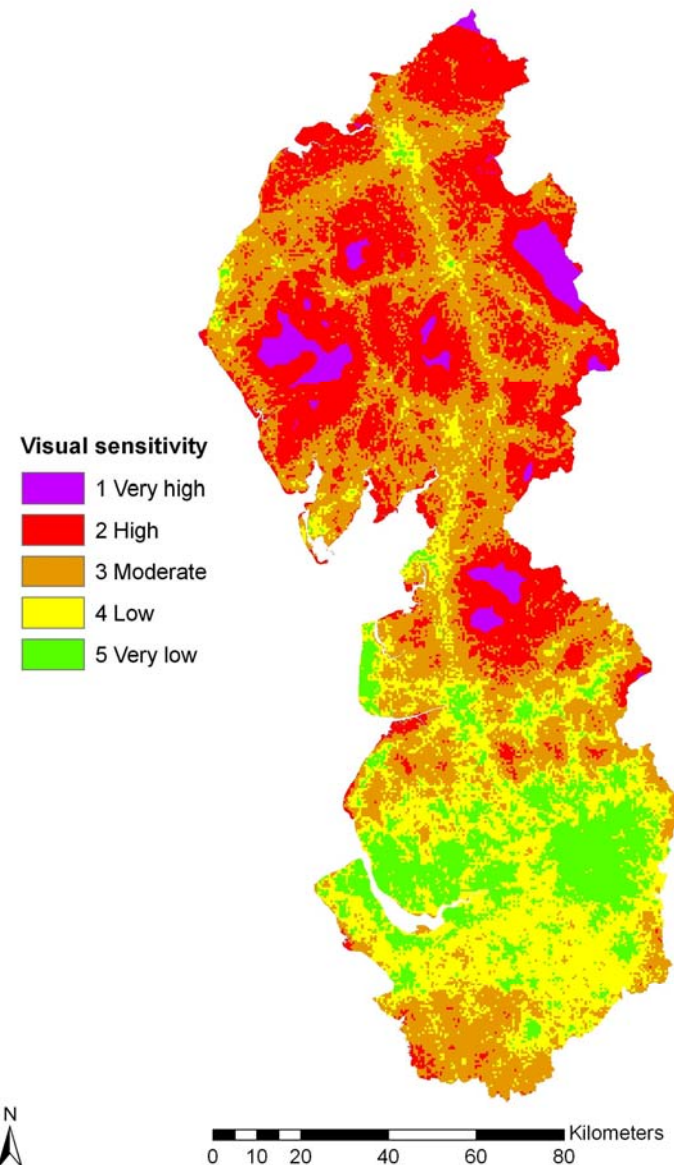 Visual sensitivity
1 Very high
2 High
3 Moderate
4 Low
5 Very low
N
Kilometers
0 10 20 40 60 80